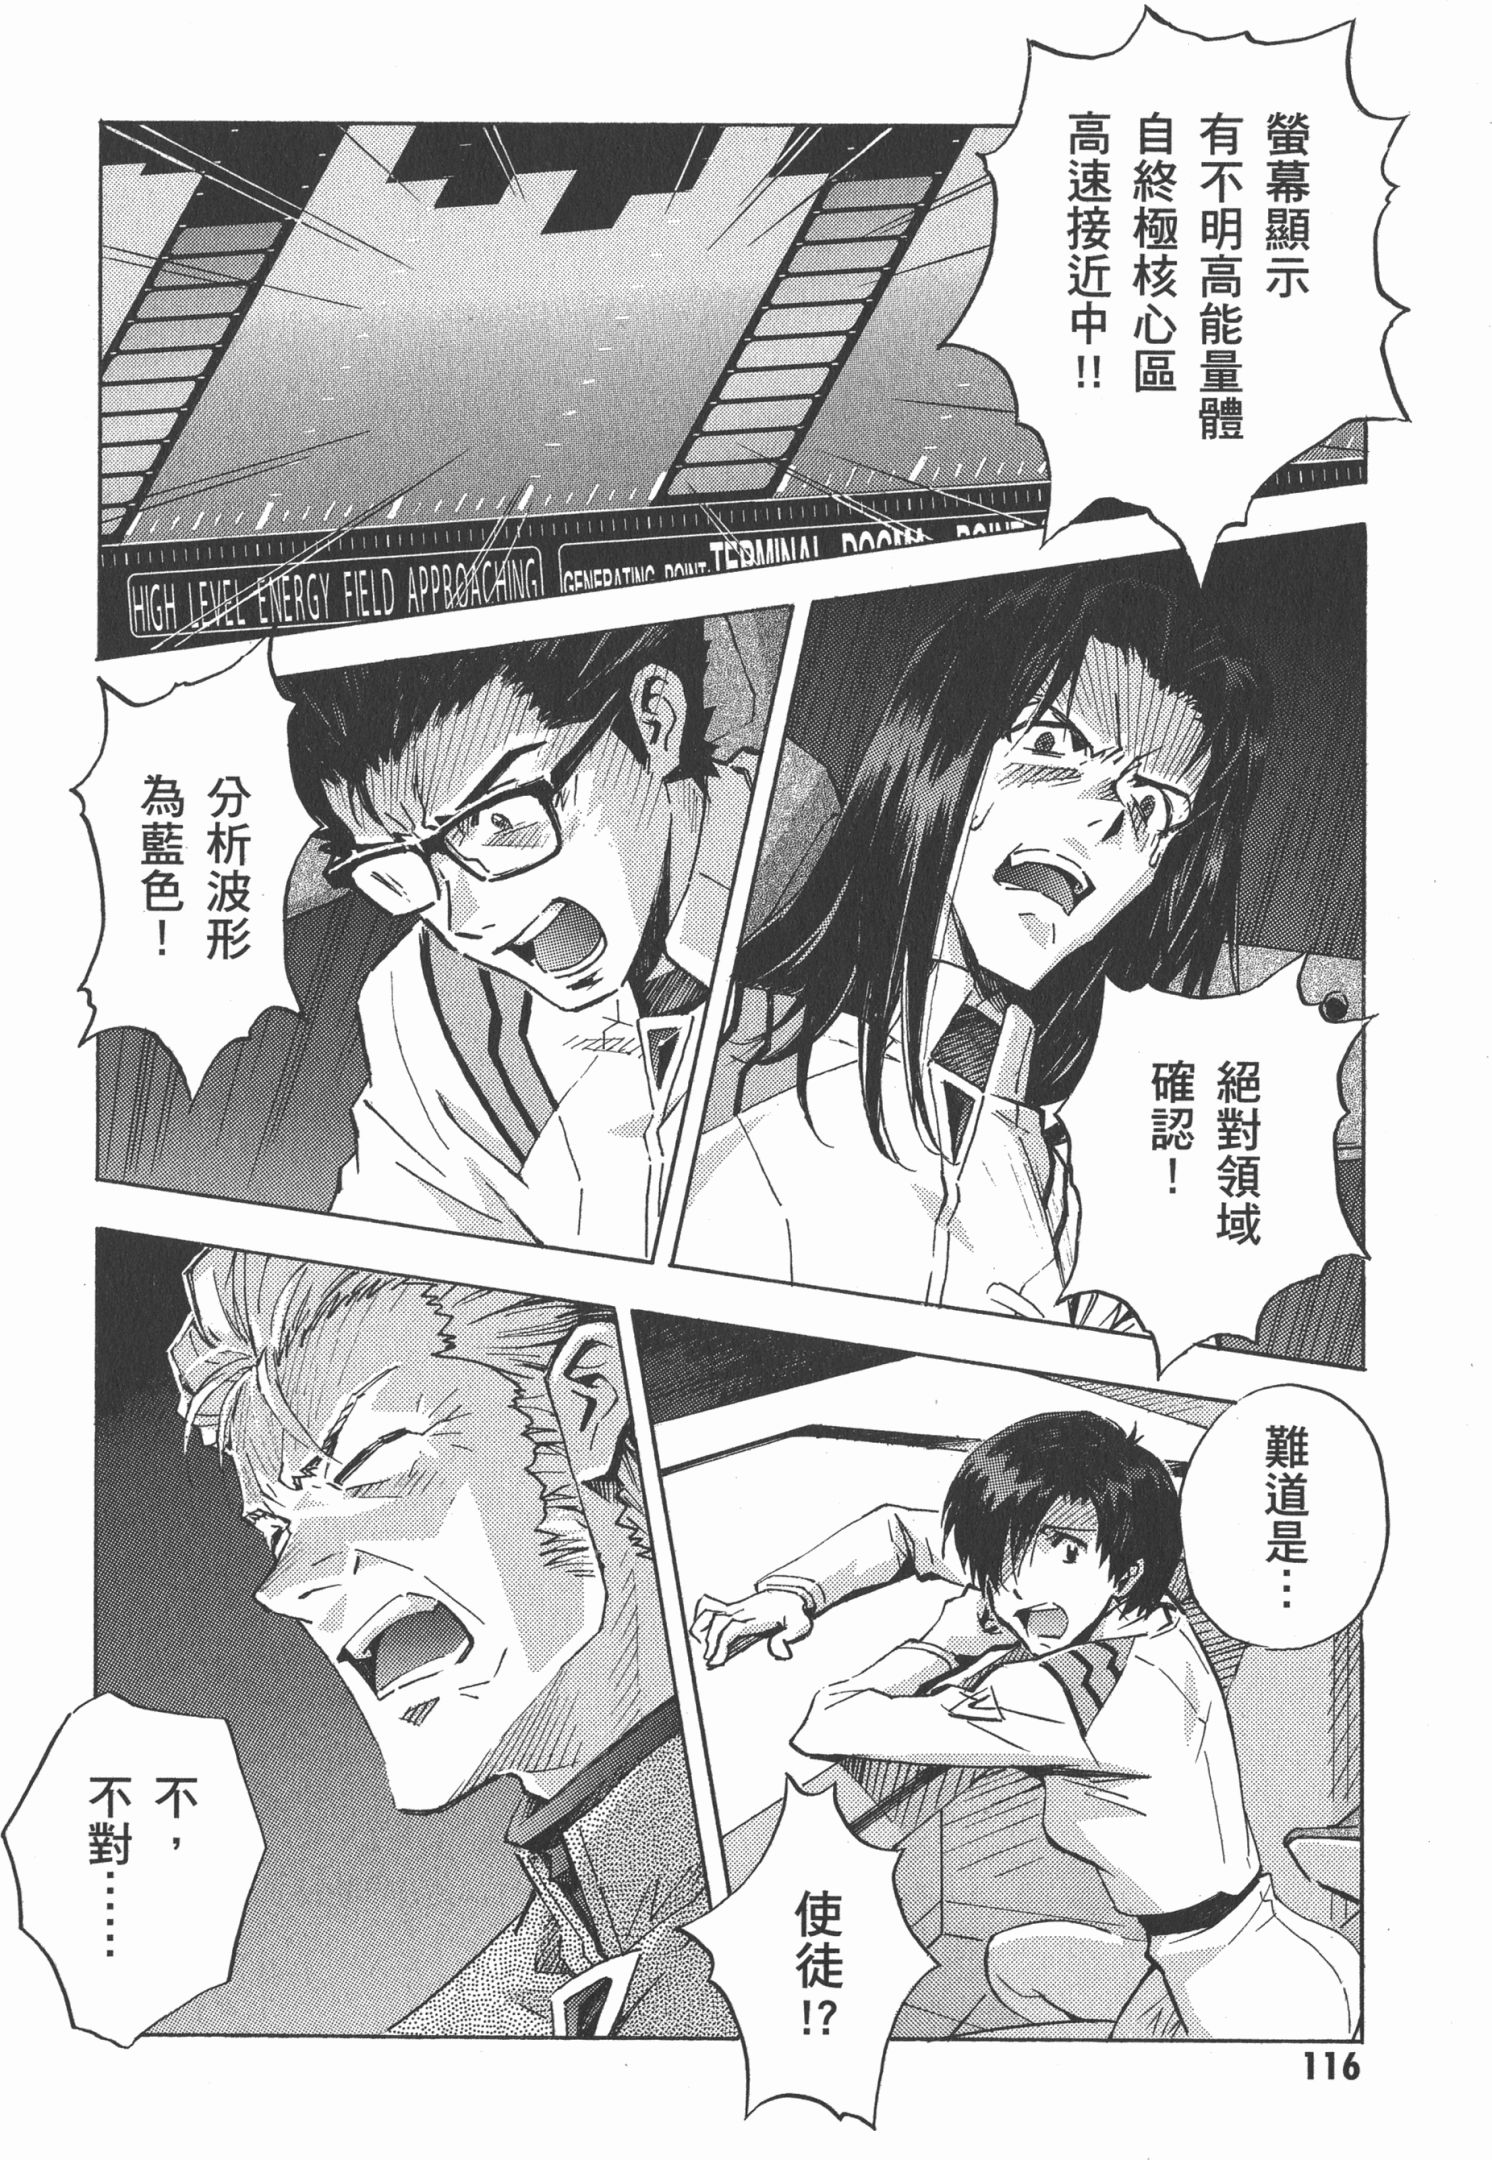 螢幕顯示
有不明高能量體
自終極核心區
高速接近中!!
HIGH LEVEL ENERGY FIELD APPROACHING
GENERATING POINT:
TERMINAL DOGMA
POINT
絕對領域
確認！
分析波形
為藍色！
難道是…
使徒!?
不，
不對……
116